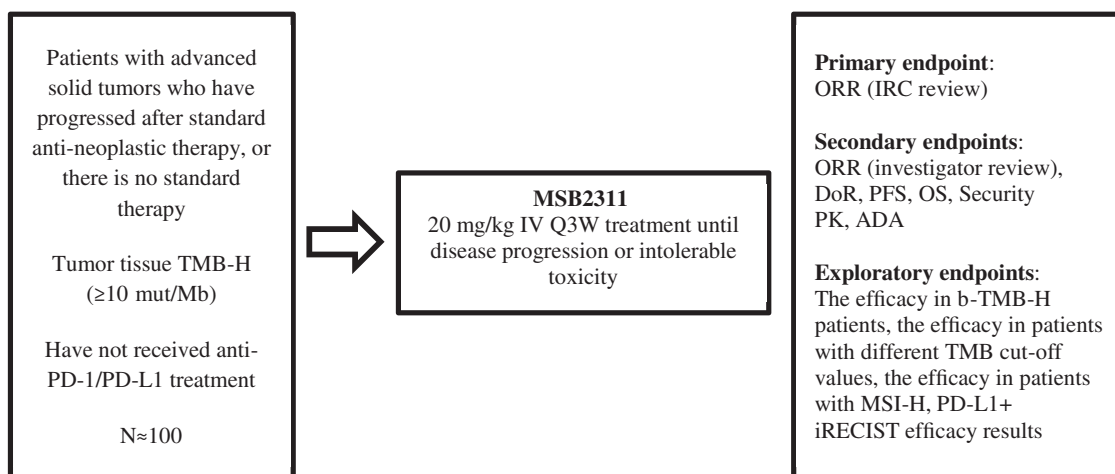 Patients with advanced
solid tumors who have
progressed after standard
anti-neoplastic therapy, or
there is no standard
therapy
Tumor tissue TMB-H
(≥10 mut/Mb)
Have not received anti-
PD-1/PD-L1 treatment
N≈100
MSB2311
20 mg/kg IV Q3W treatment until
disease progression or intolerable
toxicity
Primary endpoint:
ORR (IRC review)
Secondary endpoints:
ORR (investigator review),
DoR, PFS, OS, Security
PK, ADA
Exploratory endpoints:
The efficacy in b-TMB-H
patients, the efficacy in patients
with different TMB cut-off
values, the efficacy in patients
with MSI-H, PD-L1+
iRECIST efficacy results